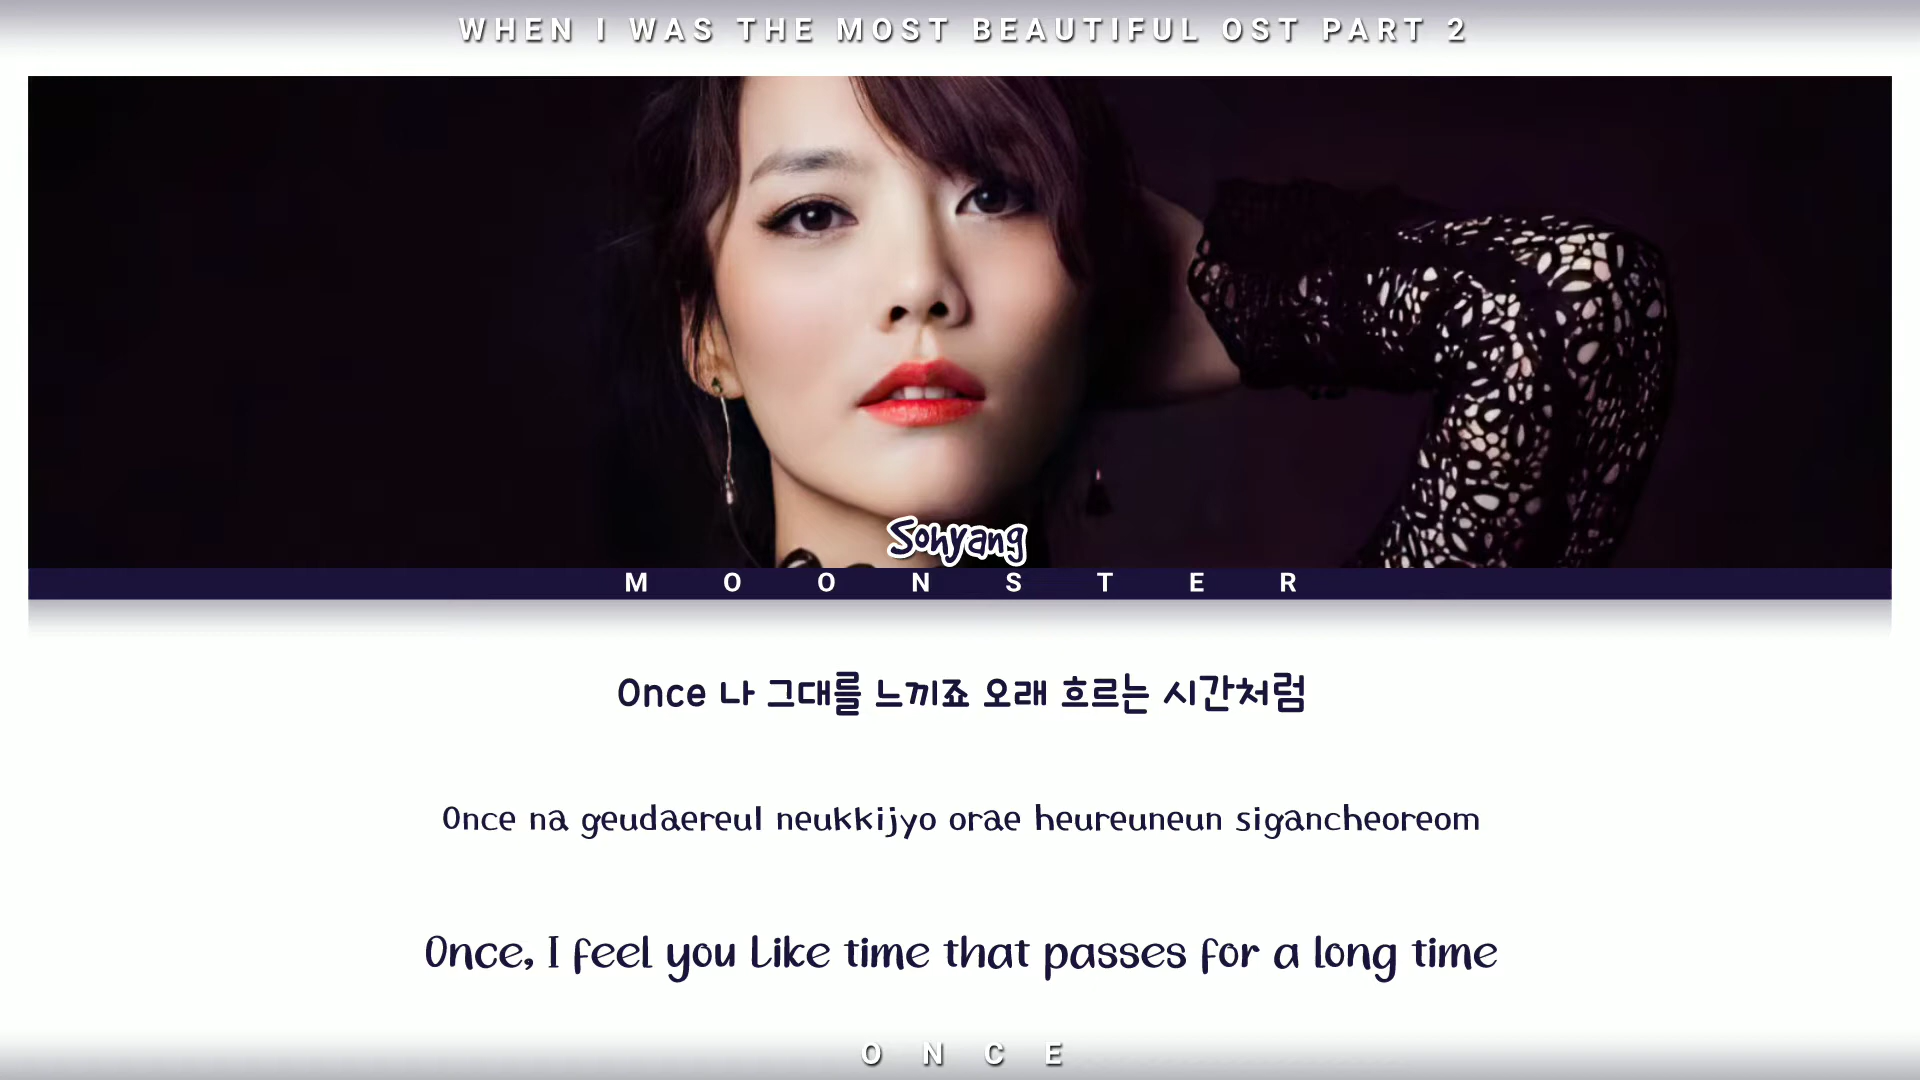 WHEN I WAS THE MOST BEAUTIFUL OST PART 2
Sohyang
MOONSTER
Once 나 그대를 느끼죠 오래 흐르는 시간처럼
Once na geudaereul neukkijyo orae heureuneun sigancheoreom
Once, I feel you Like time that passes for a long time
ONCE